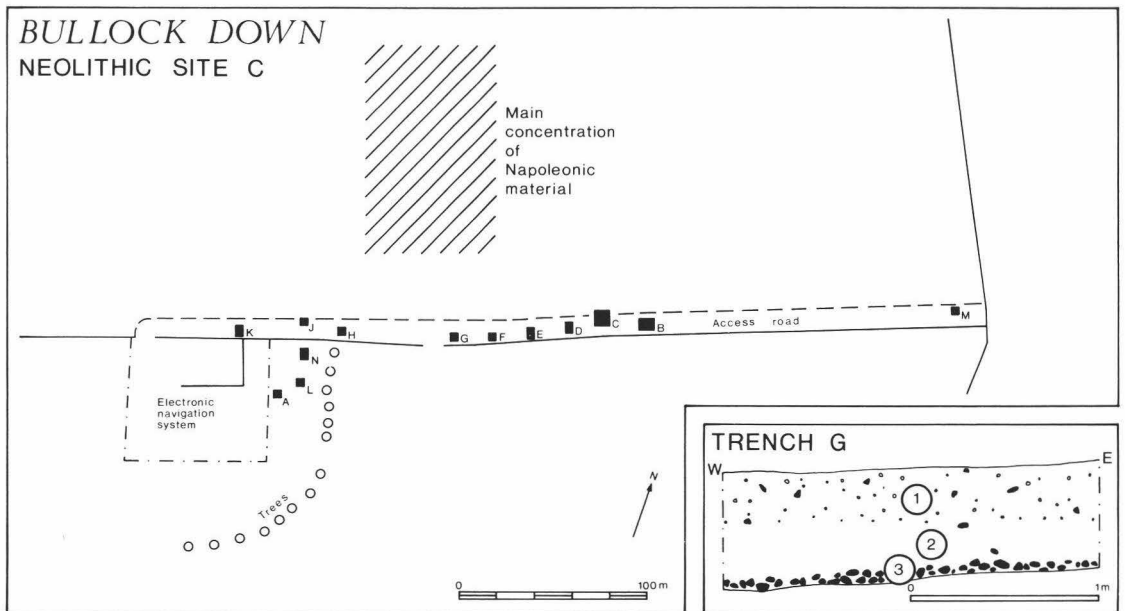 BULLOCK DOWN
NEOLITHIC SITE C
Main
concentration
of
Napoleonic
material
K
J
H
G
F
E
D
C
B
Access road
M
N
L
A
Electronic
navigation
system
Trees
N
0
100m
TRENCH G
W
E
1
2
3
0
1m